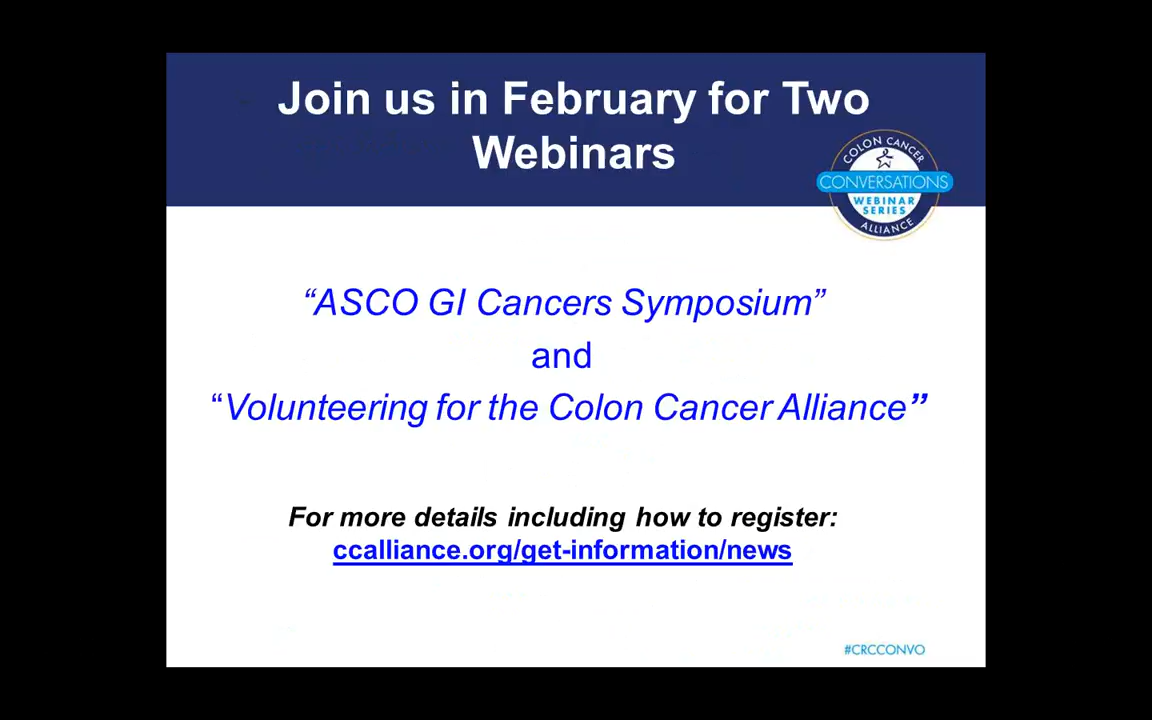 Join us in February for Two
Webinars
COLON CANCER
CONVERSATIONS
WEBINAR
SERIES
ALLIANCE
“ASCO GI Cancers Symposium”
and
“Volunteering for the Colon Cancer Alliance”
For more details including how to register:
ccalliance.org/get-information/news
#CRCCONVO